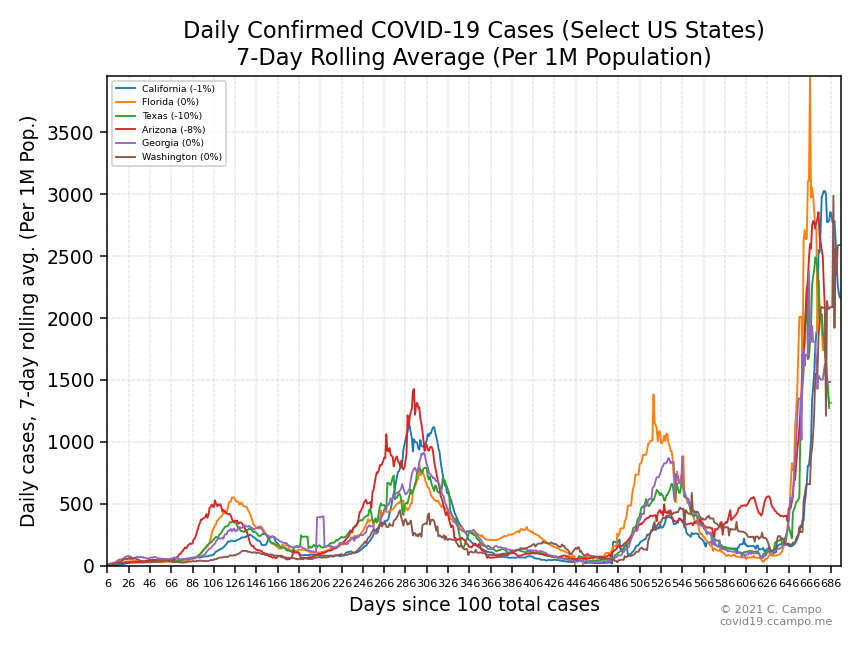 Daily Confirmed COVID-19 Cases (Select US States)
7-Day Rolling Average (Per 1M Population)
California (-1%)
Florida (0%)
Texas (-10%)
Arizona (-8%)
Georgia (0%)
Washington (0%)
Daily cases, 7-day rolling avg. (Per 1M Pop.)
3500
3000
2500
2000
1500
1000
500
0
6 26 46 66 86 106 126 146 166 186 206 226 246 266 286 306 326 346 366 386 406 426 446 466 486 506 526 546 566 586 606 626 646 666 686
Days since 100 total cases
© 2021 C. Campo
covid19.ccampo.me